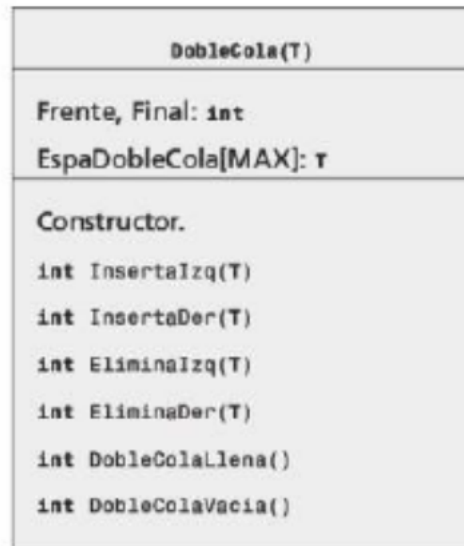 DobleCola(T)
Frente, Final: int
EspaDobleCola[MAX]: T
Constructor.
int InsertaIzq(T)
int InsertaDer(T)
int EliminaIzq(T)
int EliminaDer(T)
int DobleColaLlena()
int DobleColaVacia()